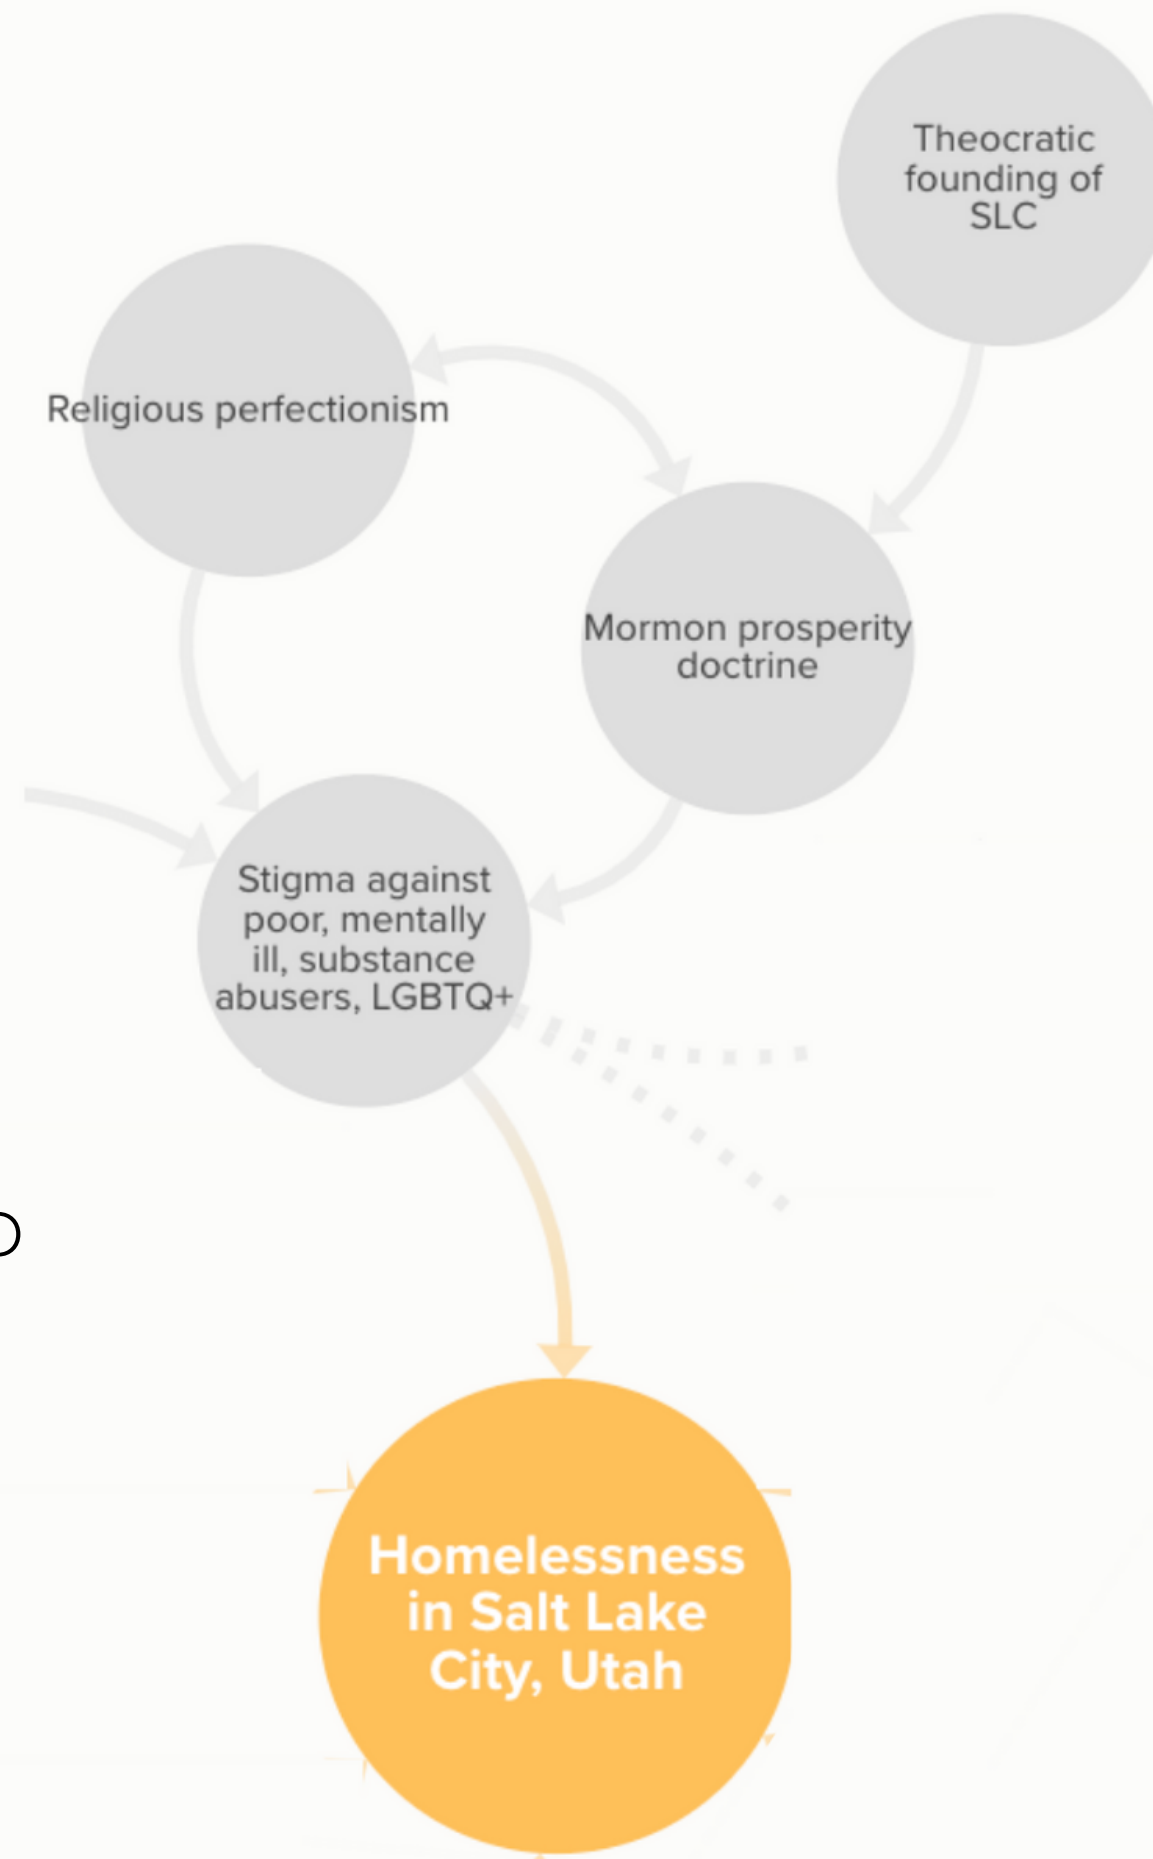 Theocratic
founding of
SLC
Religious perfectionism
Mormon prosperity
doctrine
Stigma against
poor, mentally
ill, substance
abusers, LGBTQ+
Homelessness
in Salt Lake
City, Utah